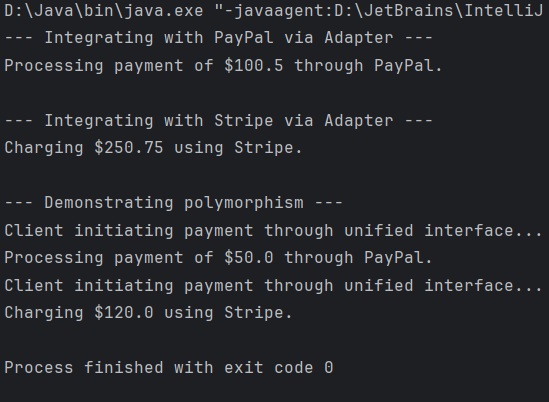 D:\Java\bin\java.exe "-javaagent:D:\JetBrains\IntelliJ
--- Integrating with PayPal via Adapter ---
Processing payment of $100.5 through PayPal.
--- Integrating with Stripe via Adapter ---
Charging $250.75 using Stripe.
--- Demonstrating polymorphism ---
Client initiating payment through unified interface...
Processing payment of $50.0 through PayPal.
Client initiating payment through unified interface...
Charging $120.0 using Stripe.
Process finished with exit code 0